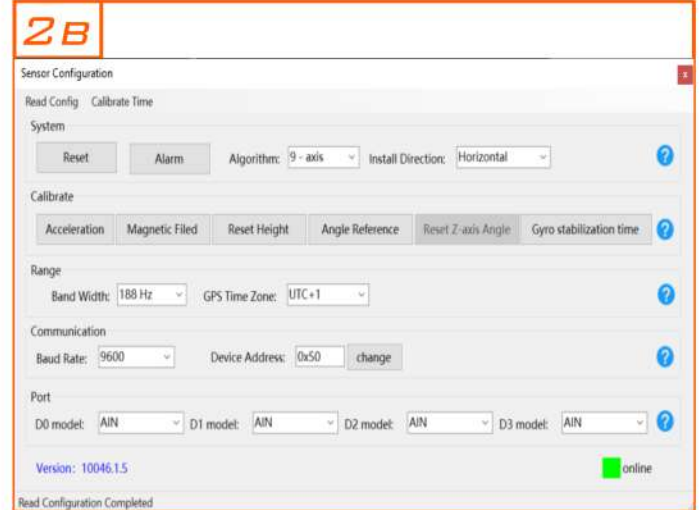 2B
Sensor Configuration
x
Read Config Calibrate Time
System
Reset Alarm Algorithm: 9 - axis Install Direction: Horizontal ?
Calibrate
Acceleration Magnetic Filed Reset Height Angle Reference Reset Z-axis Angle Gyro stabilization time ?
Range
Band Width: 188 Hz GPS Time Zone: UTC+1 ?
Communication
Baud Rate: 9600 Device Address: 0x50 change ?
Port
D0 model: AIN D1 model: AIN D2 model: AIN D3 model: AIN ?
Version: 10046.1.5 online
Read Configuration Completed